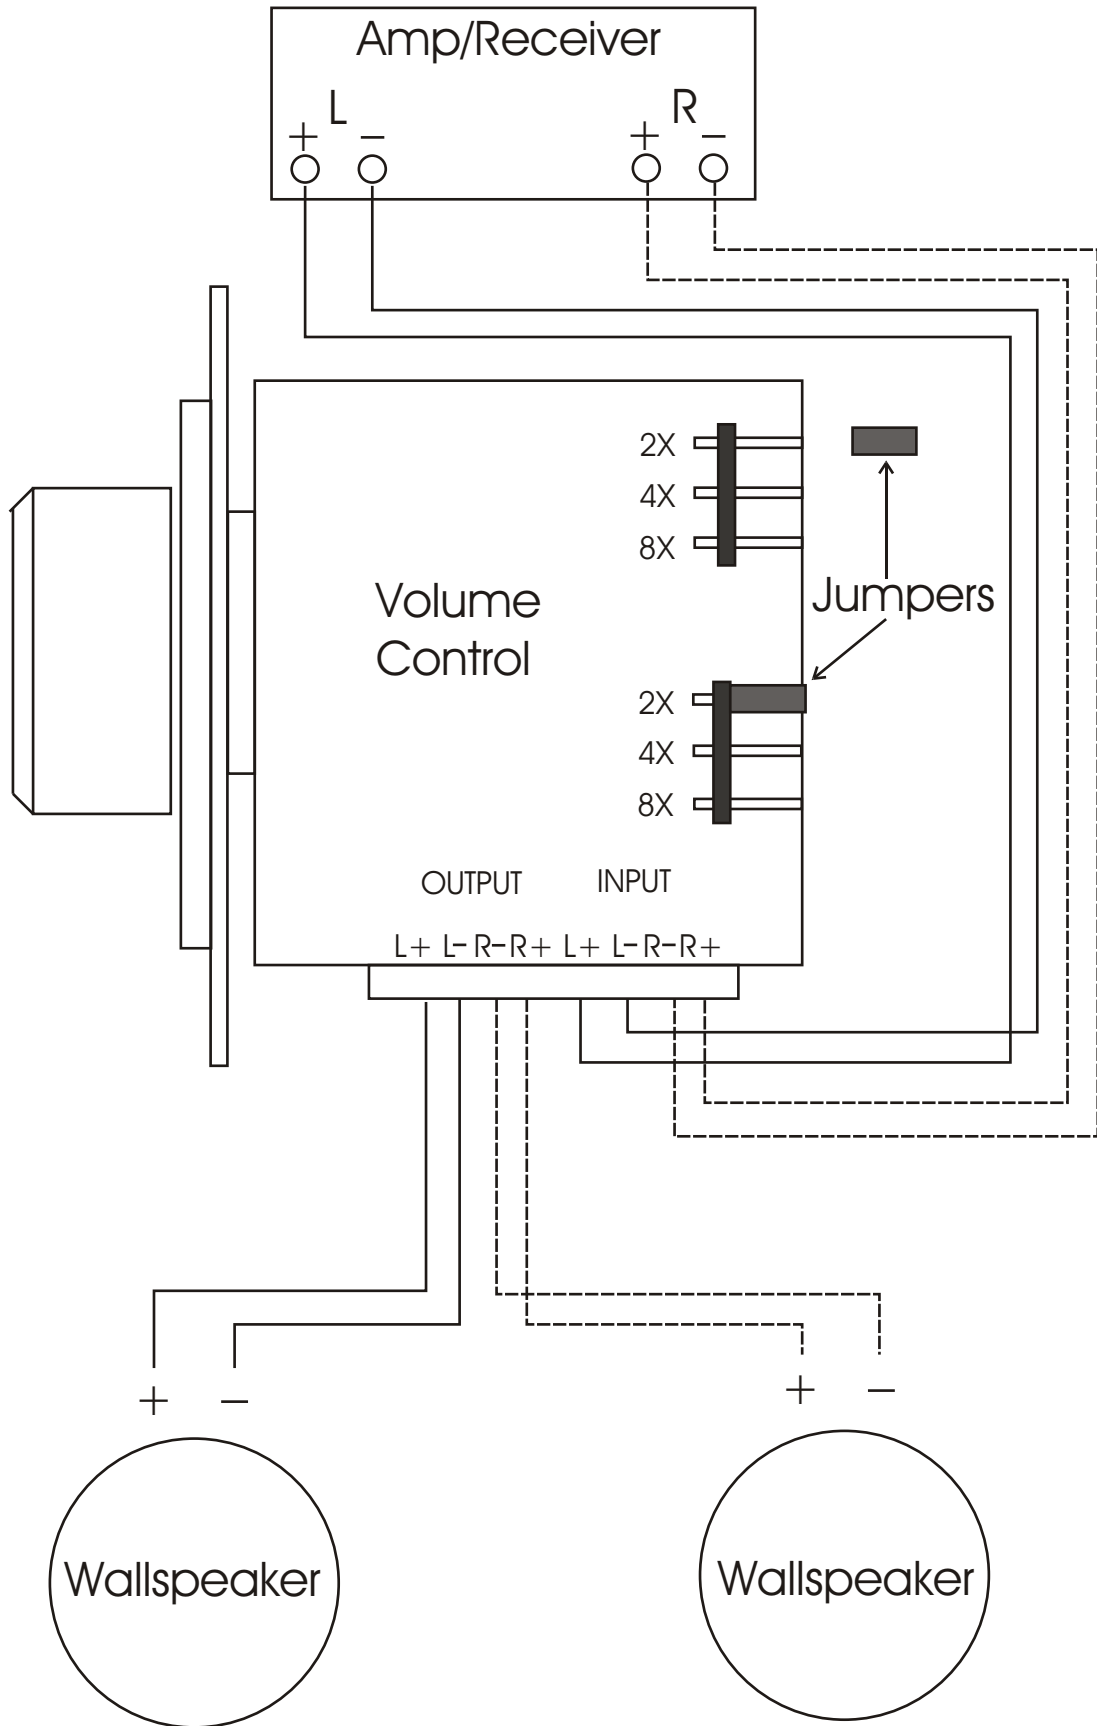 Amp/Receiver
L R
+ − + −
2X
4X
8X
Jumpers
Volume
Control
2X
4X
8X
OUTPUT INPUT
L+ L− R− R+ L+ L− R− R+
+ − + −
Wallspeaker Wallspeaker